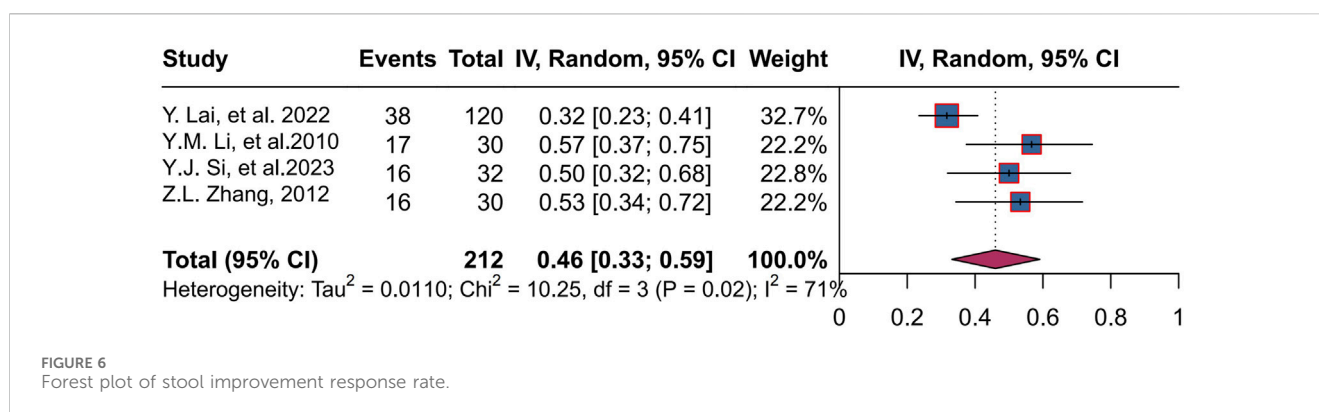 Study Events Total IV, Random, 95% CI Weight IV, Random, 95% CI
Y. Lai, et al. 2022 38 120 0.32 [0.23; 0.41] 32.7%
Y.M. Li, et al.2010 17 30 0.57 [0.37; 0.75] 22.2%
Y.J. Si, et al.2023 16 32 0.50 [0.32; 0.68] 22.8%
Z.L. Zhang, 2012 16 30 0.53 [0.34; 0.72] 22.2%
Total (95% CI) 212 0.46 [0.33; 0.59] 100.0%
Heterogeneity: Tau² = 0.0110; Chi² = 10.25, df = 3 (P = 0.02); I² = 71%
0 0.2 0.4 0.6 0.8 1
FIGURE 6
Forest plot of stool improvement response rate.